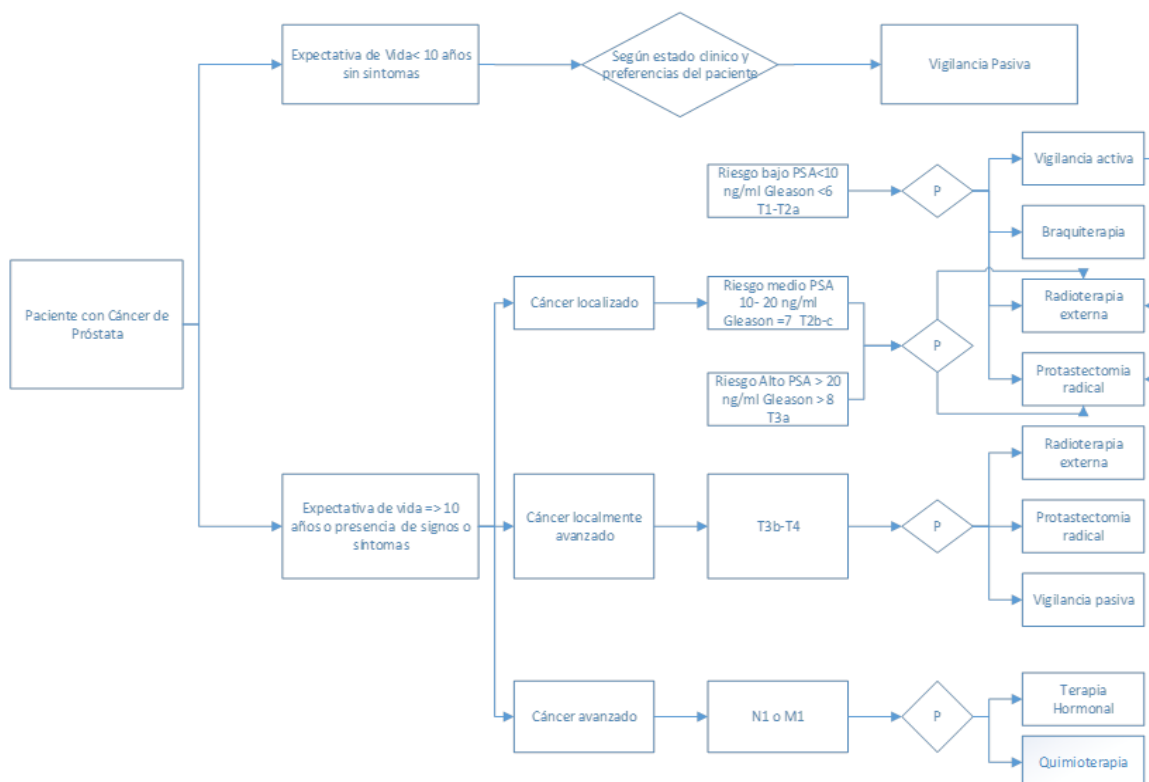 Expectativa de Vida< 10 años
sin sintomas
Según estado clinico y
preferencias del paciente
Vigilancia Pasiva
Riesgo bajo PSA<10
ng/ml Gleason <6
T1-T2a
P
Vigilancia activa
Braquiterapia
Paciente con Cáncer de
Próstata
Cáncer localizado
Riesgo medio PSA
10- 20 ng/ml
Gleason =7 T2b-c
Radioterapia
externa
P
Riesgo Alto PSA > 20
ng/ml Gleason > 8
T3a
Protastectomia
radical
Radioterapia
externa
Expectativa de vida => 10
años o presencia de signos o
síntomas
Cáncer localmente
avanzado
T3b-T4
P
Protastectomia
radical
Vigilancia pasiva
Cáncer avanzado
N1 o M1
P
Terapia
Hormonal
Quimioterapia